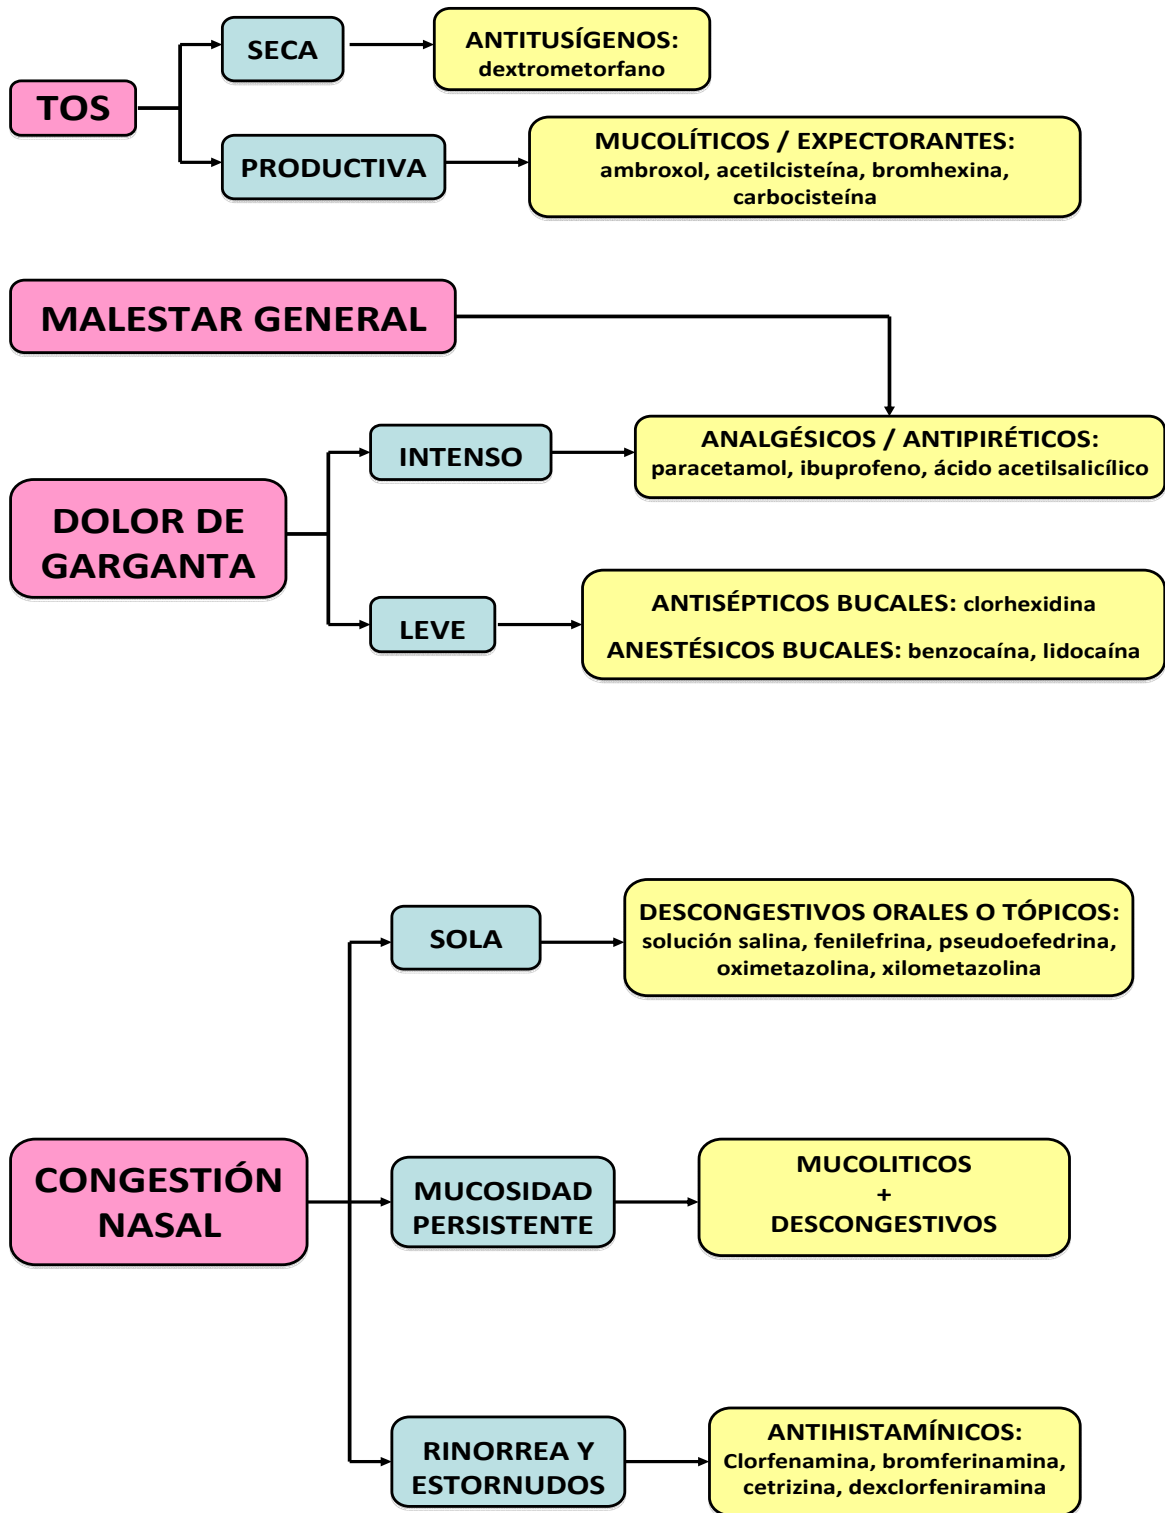 TOS
SECA
ANTITUSÍGENOS:
dextrometorfano
PRODUCTIVA
MUCOLÍTICOS / EXPECTORANTES:
ambroxol, acetilcisteína, bromhexina,
carbocisteína
MALESTAR GENERAL
DOLOR DE
GARGANTA
INTENSO
ANALGÉSICOS / ANTIPIRÉTICOS:
paracetamol, ibuprofeno, ácido acetilsalicílico
LEVE
ANTISÉPTICOS BUCALES: clorhexidina
ANESTÉSICOS BUCALES: benzocaína, lidocaína
CONGESTIÓN
NASAL
SOLA
DESCONGESTIVOS ORALES O TÓPICOS:
solución salina, fenilefrina, pseudoefedrina,
oximetazolina, xilometazolina
MUCOSIDAD
PERSISTENTE
MUCOLITICOS
+
DESCONGESTIVOS
RINORREA Y
ESTORNUDOS
ANTIHISTAMÍNICOS:
Clorfenamina, bromferinamina,
cetrizina, dexclorfeniramina